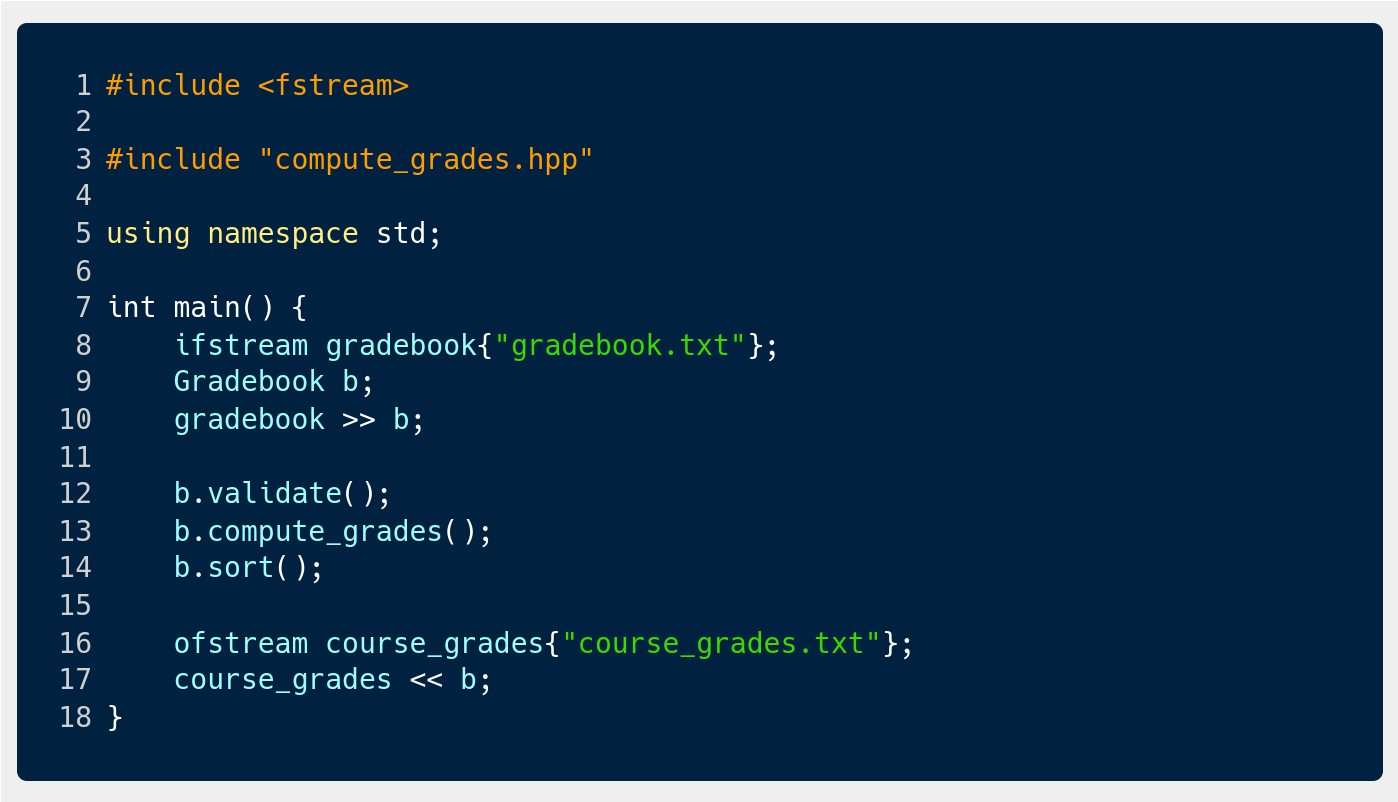 1 #include <fstream>
2
3 #include "compute_grades.hpp"
4
5 using namespace std;
6
7 int main() {
8     ifstream gradebook{"gradebook.txt"};
9     Gradebook b;
10     gradebook >> b;
11
12     b.validate();
13     b.compute_grades();
14     b.sort();
15
16     ofstream course_grades{"course_grades.txt"};
17     course_grades << b;
18 }